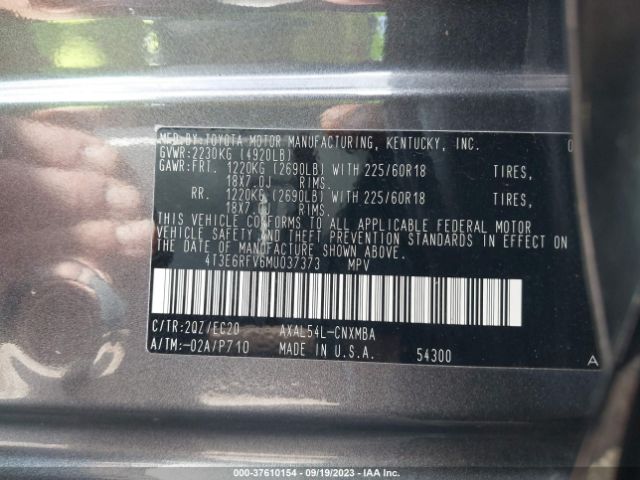 MFD.BY:TOYOTA MOTOR MANUFACTURING, KENTUCKY, INC.
GVWR:2230KG (4920LB)
GAWR:FRT. 1220KG (2690LB) WITH 225/60R18 TIRES,
18X7.0J RIMS.
RR. 1220KG (2690LB) WITH 225/60R18 TIRES,
18X7.0J RIMS.
THIS VEHICLE CONFORMS TO ALL APPLICABLE FEDERAL MOTOR
VEHICLE SAFETY AND THEFT PREVENTION STANDARDS IN EFFECT
ON THE DATE OF MANUFACTURE SHOWN ABOVE.
4T3E6RFV6MU037373 MPV
C/TR:2QZ/EC20 AXAL54L-CNXMBA
A/TM:-02A/P710 MADE IN U.S.A. 54300 A
© IAA - 37610154 - 09/19/2023 - IAA Inc.